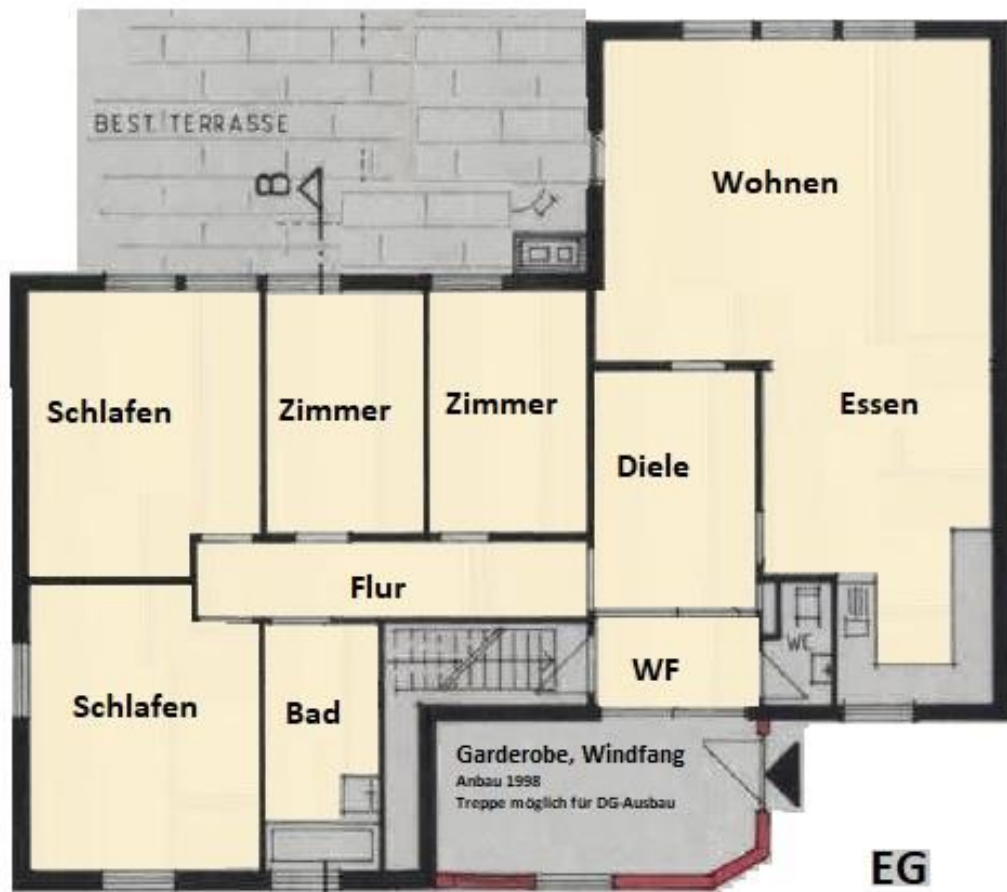 BEST. TERRASSE
B
Wohnen
Schlafen
Zimmer
Zimmer
Essen
Diele
Flur
WF
WC
Schlafen
Bad
Garderobe, Windfang
Anbau 1998
Treppe möglich für DG-Ausbau
EG